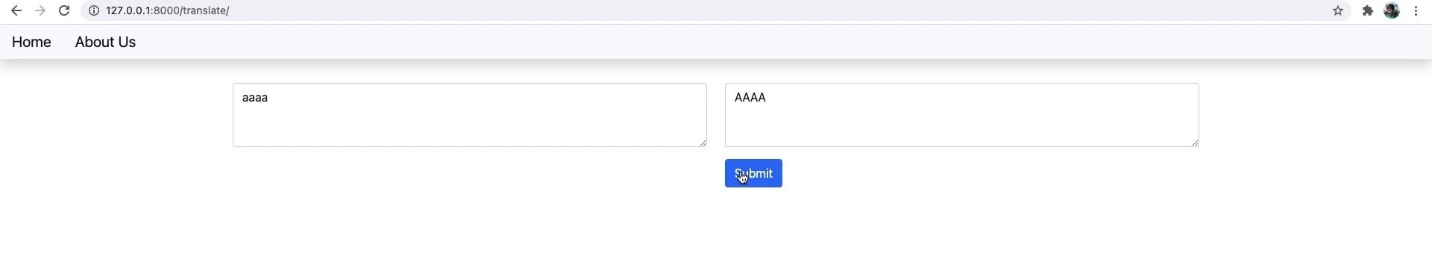 127.0.0.1:8000/translate/
Home About Us
aaaa AAAA
Submit